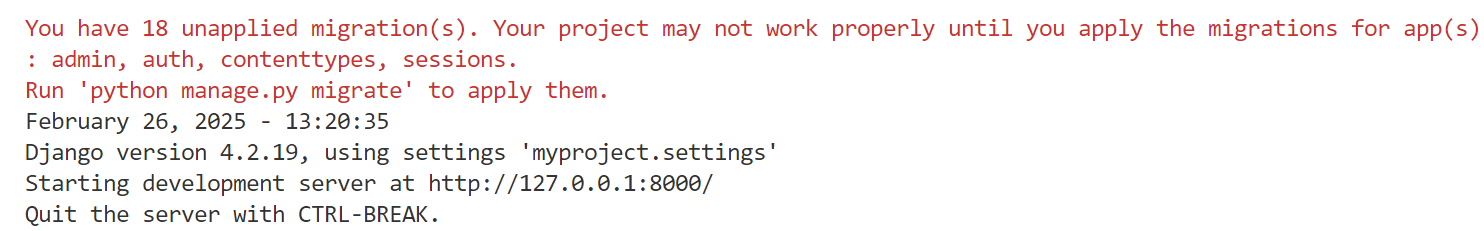 You have 18 unapplied migration(s). Your project may not work properly until you apply the migrations for app(s)
: admin, auth, contenttypes, sessions.
Run 'python manage.py migrate' to apply them.
February 26, 2025 - 13:20:35
Django version 4.2.19, using settings 'myproject.settings'
Starting development server at http://127.0.0.1:8000/
Quit the server with CTRL-BREAK.